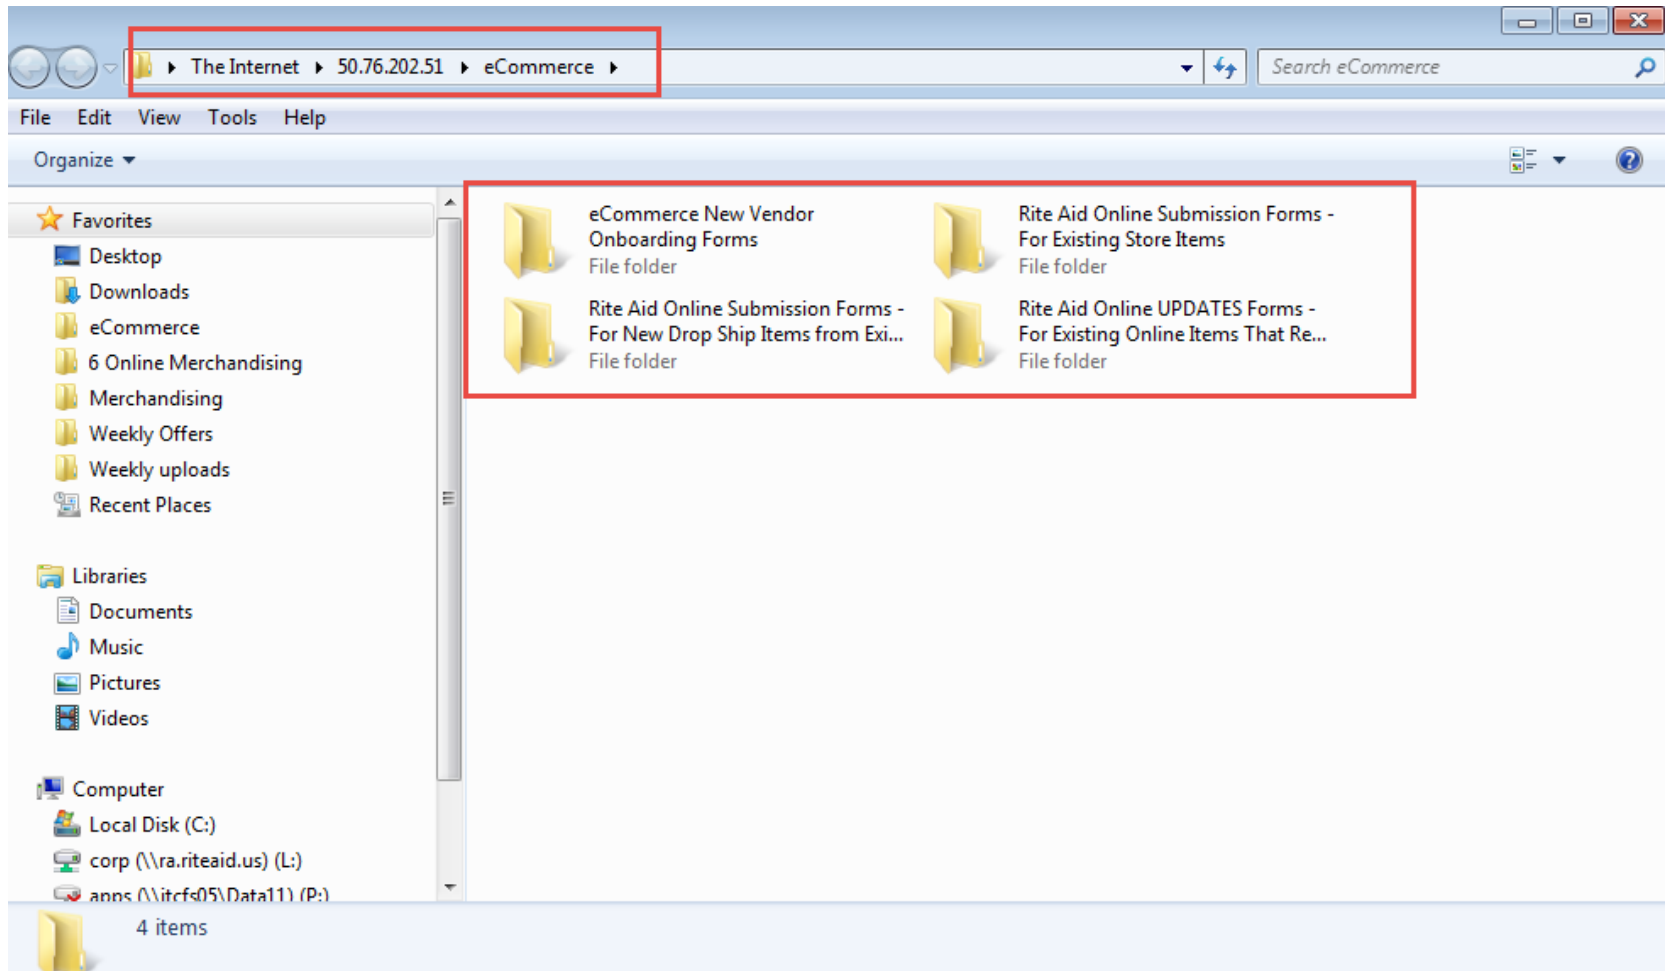 The Internet 50.76.202.51 eCommerce
Search eCommerce
File Edit View Tools Help
Organize
Favorites
Desktop
Downloads
eCommerce
6 Online Merchandising
Merchandising
Weekly Offers
Weekly uploads
Recent Places
Libraries
Documents
Music
Pictures
Videos
Computer
Local Disk (C:)
corp (\\ra.riteaid.us) (L:)
apps (\\itcfs05\Data11) (P:)
eCommerce New Vendor
Onboarding Forms
File folder
Rite Aid Online Submission Forms -
For Existing Store Items
File folder
Rite Aid Online Submission Forms -
For New Drop Ship Items from Exi...
File folder
Rite Aid Online UPDATES Forms -
For Existing Online Items That Re...
File folder
4 items